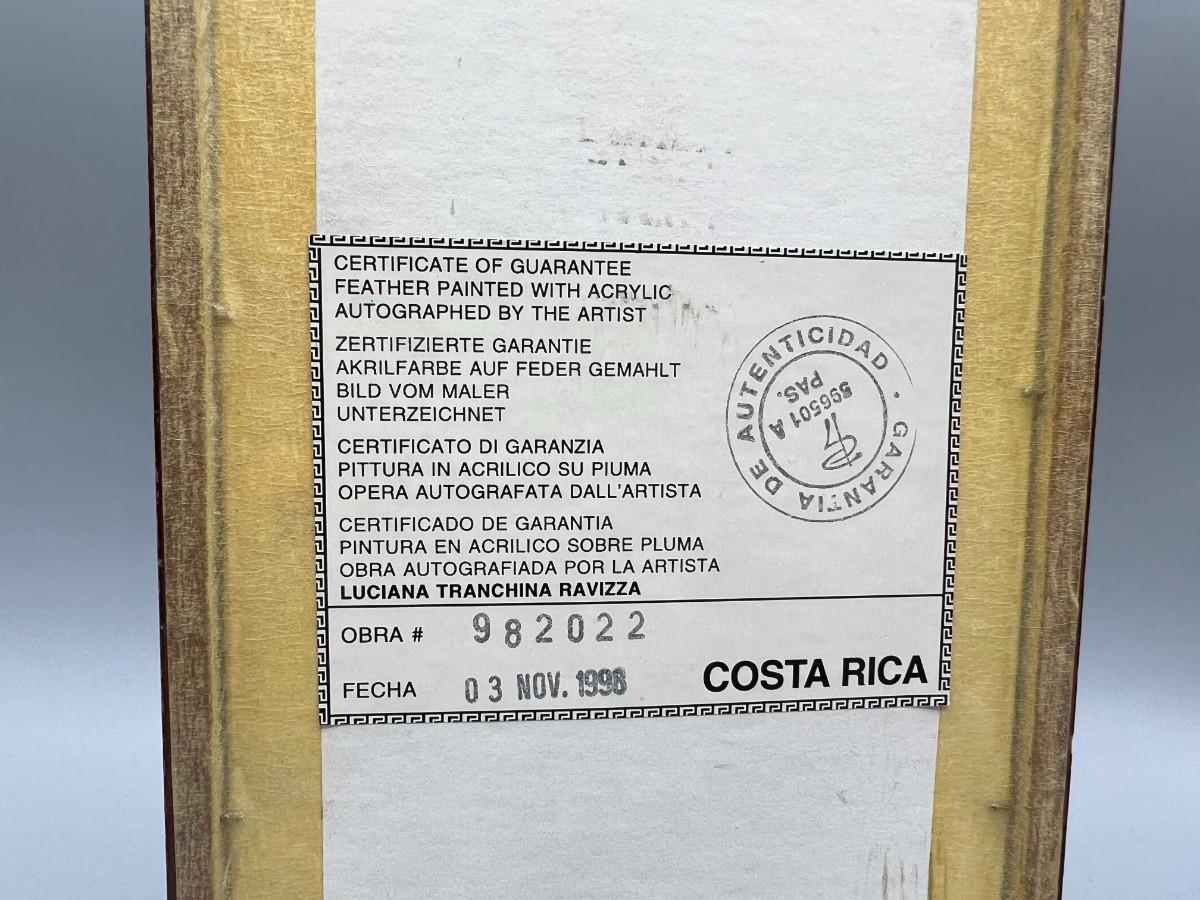 CERTIFICATE OF GUARANTEE
FEATHER PAINTED WITH ACRYLIC
AUTOGRAPHED BY THE ARTIST
ZERTIFIZIERTE GARANTIE
AKRILFARBE AUF FEDER GEMAHLT
BILD VOM MALER
UNTERZEICHNET
CERTIFICATO DI GARANZIA
PITTURA IN ACRILICO SU PIUMA
OPERA AUTOGRAFATA DALL'ARTISTA
CERTIFICADO DE GARANTIA
PINTURA EN ACRILICO SOBRE PLUMA
OBRA AUTOGRAFIADA POR LA ARTISTA
LUCIANA TRANCHINA RAVIZZA
GARANTIA DE AUTENTICIDAD
PAS.
596501 A
OBRA # 982022
FECHA 03 NOV. 1998
COSTA RICA